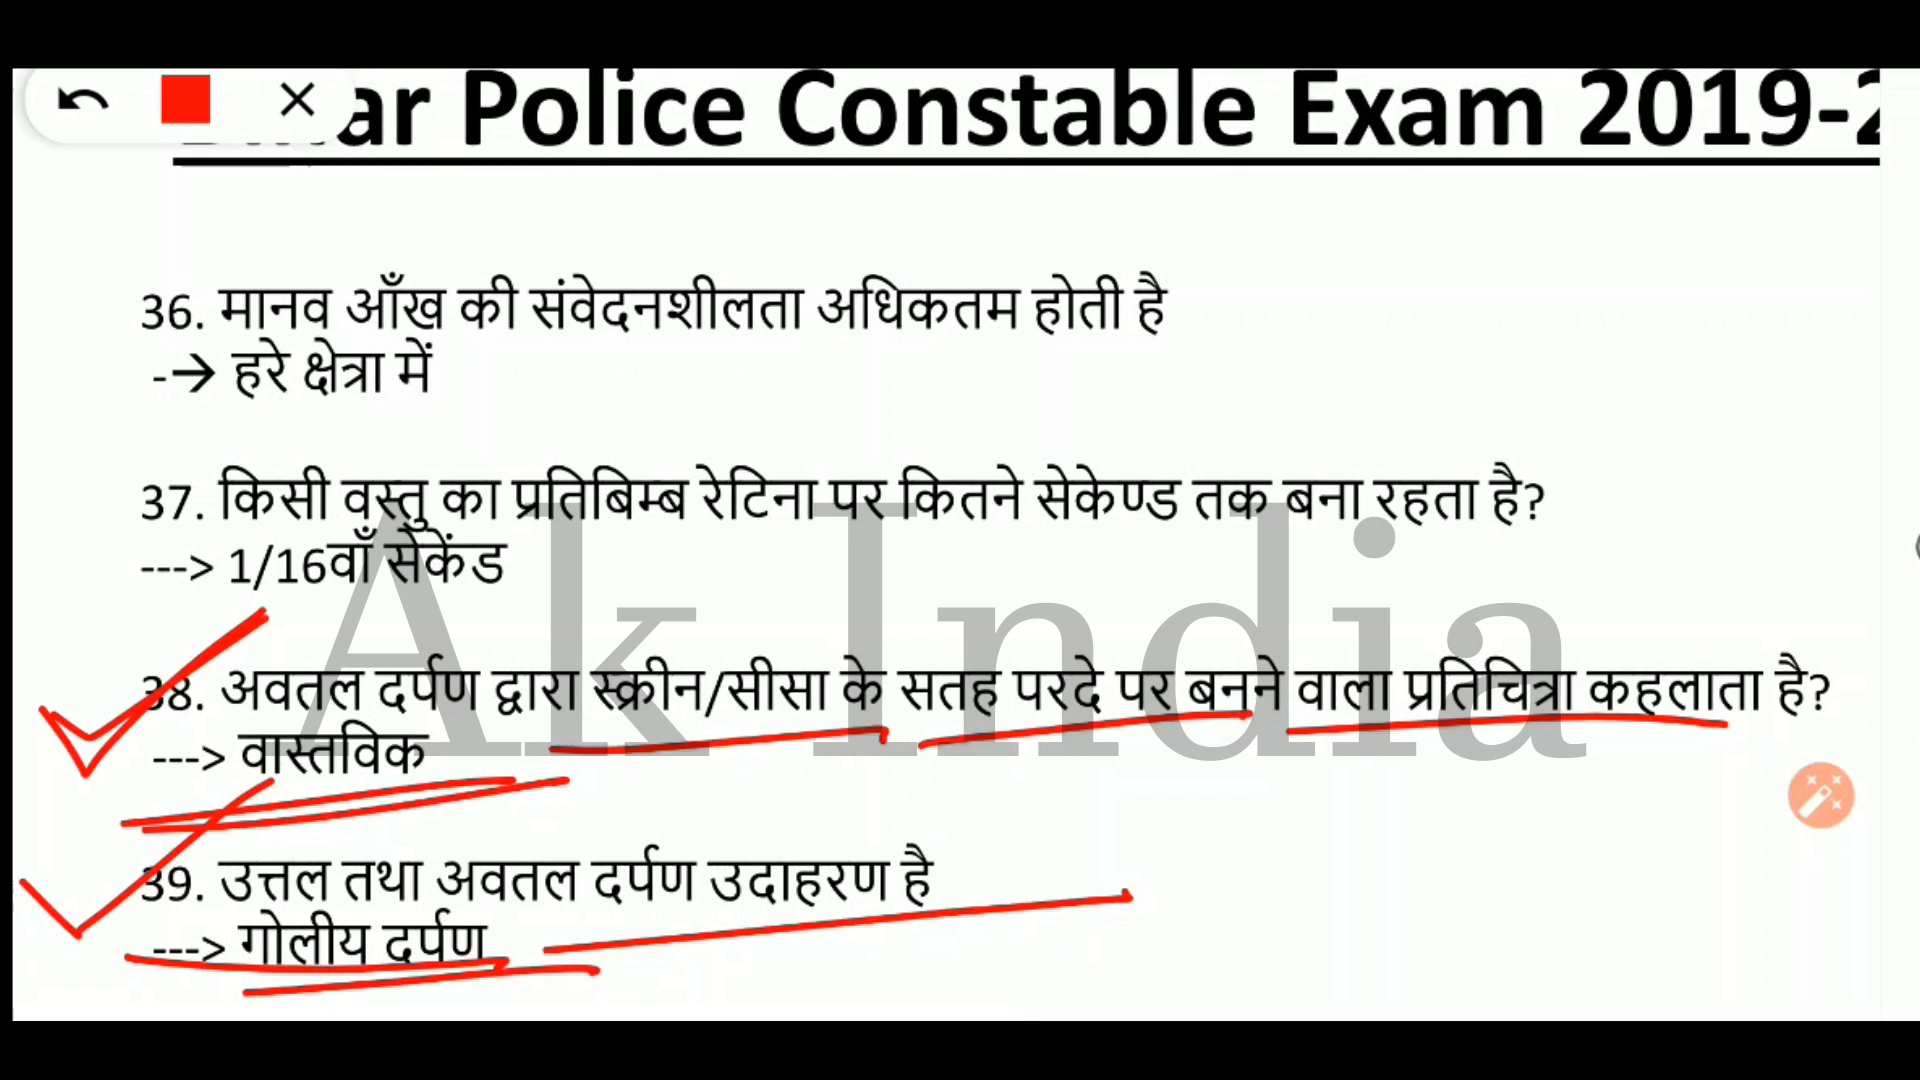 ar Police Constable Exam 2019-2
36. मानव आँख की संवेदनशीलता अधिकतम होती है
-→ हरे क्षेत्रा में
37. किसी वस्तु का प्रतिबिम्ब रेटिना पर कितने सेकेण्ड तक बना रहता है?
---> 1/16वाँ सेकेंड
Ak India
38. अवतल दर्पण द्वारा स्क्रीन/सीसा के सतह परदे पर बनने वाला प्रतिचित्रा कहलाता है?
---> वास्तविक
39. उत्तल तथा अवतल दर्पण उदाहरण है
---> गोलीय दर्पण